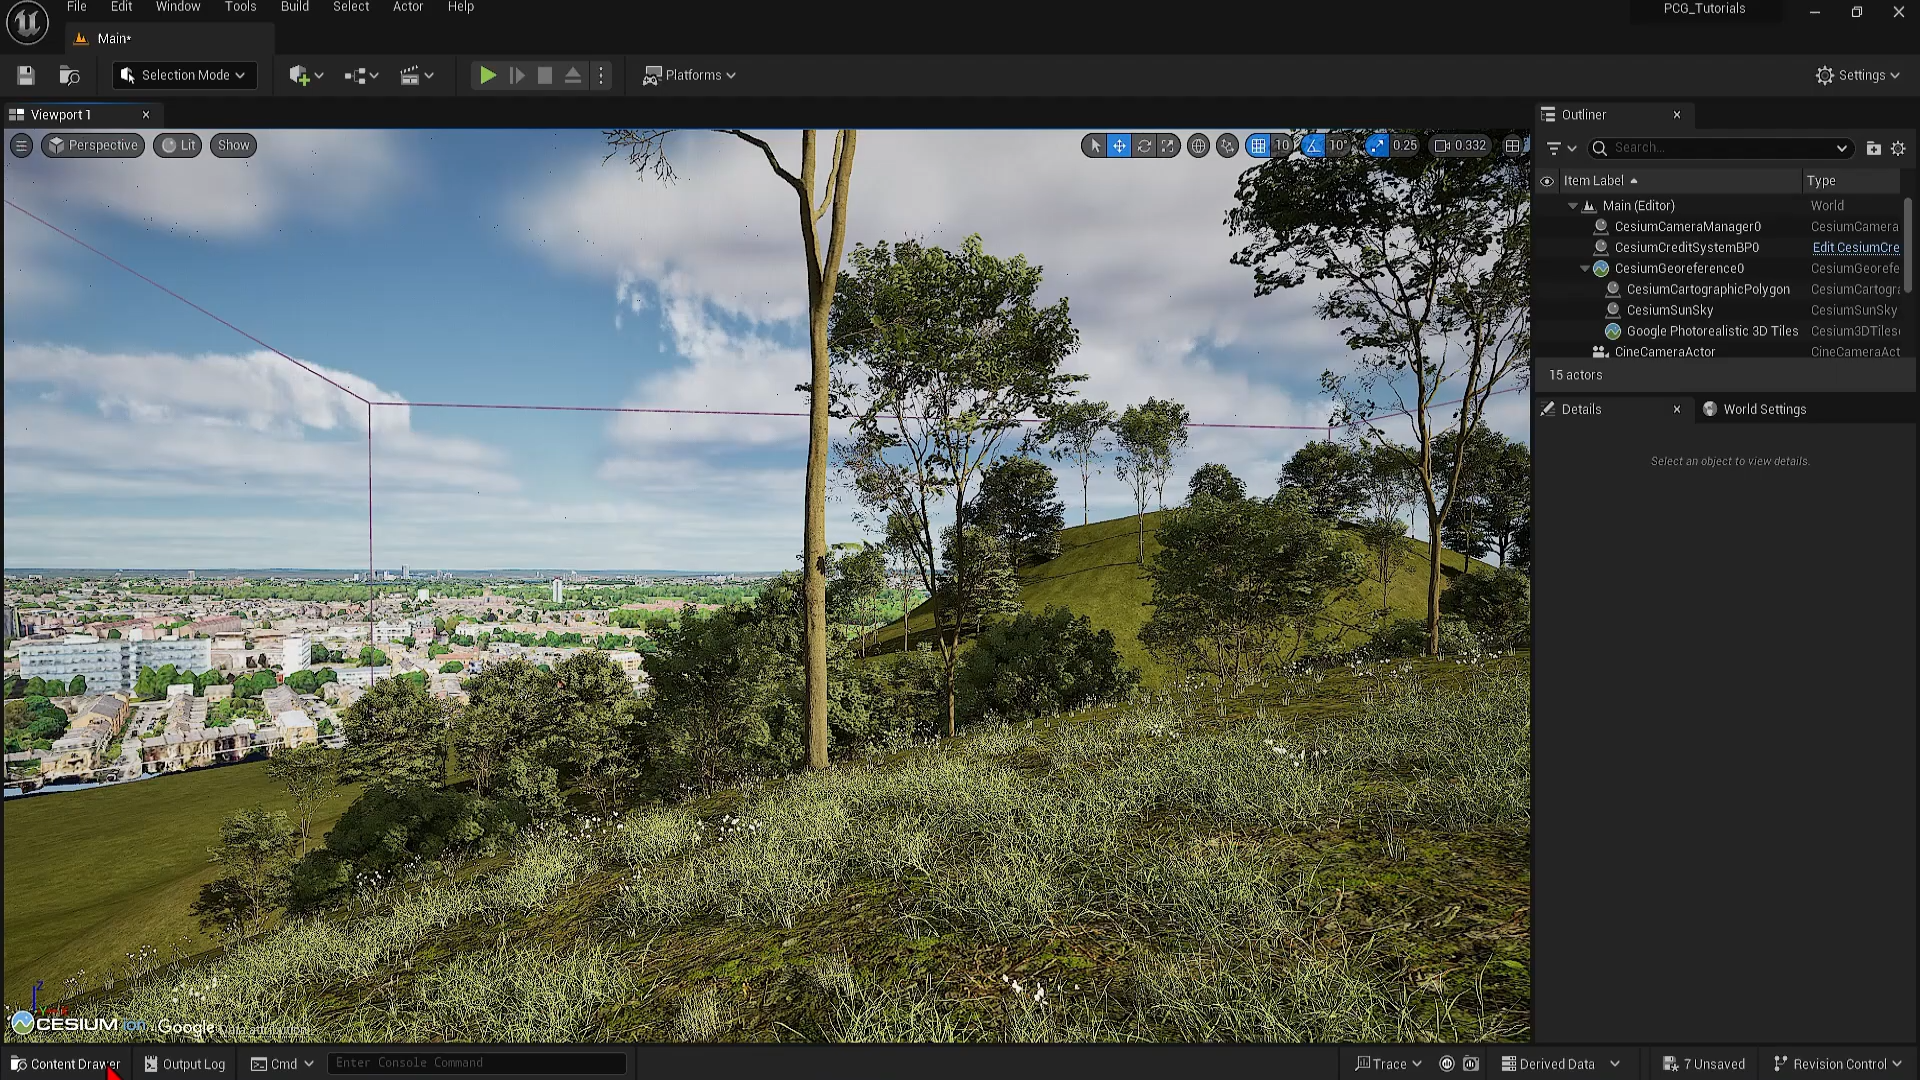 File Edit Window Tools Build Select Actor Help
PCG_Tutorials
Main*
Selection Mode
Platforms
Settings
Viewport 1
Outliner
Perspective
Lit
Show
10
10°
0.25
0.332
Search...
Item Label
Type
Main (Editor)
World
CesiumCameraManager0
CesiumCamera
CesiumCreditSystemBP0
Edit CesiumCre
CesiumGeoreference0
CesiumGeorefe
CesiumCartographicPolygon
CesiumCartogra
CesiumSunSky
CesiumSunSky
Google Photorealistic 3D Tiles
Cesium3DTiles
CineCameraActor
CineCameraAct
15 actors
Details
World Settings
Select an object to view details.
Z
CESIUM ion Google
Content Drawer
Output Log
Cmd
Enter Console Command
Trace
Derived Data
7 Unsaved
Revision Control